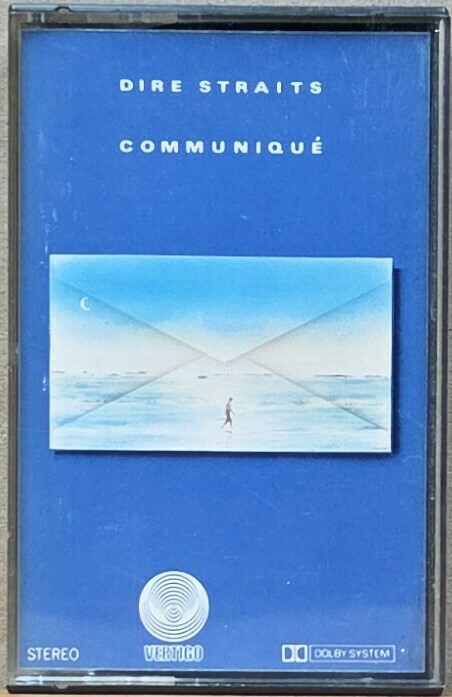 DIRE STRAITS
COMMUNIQUÉ
STEREO
VERTIGO
DOLBY SYSTEM